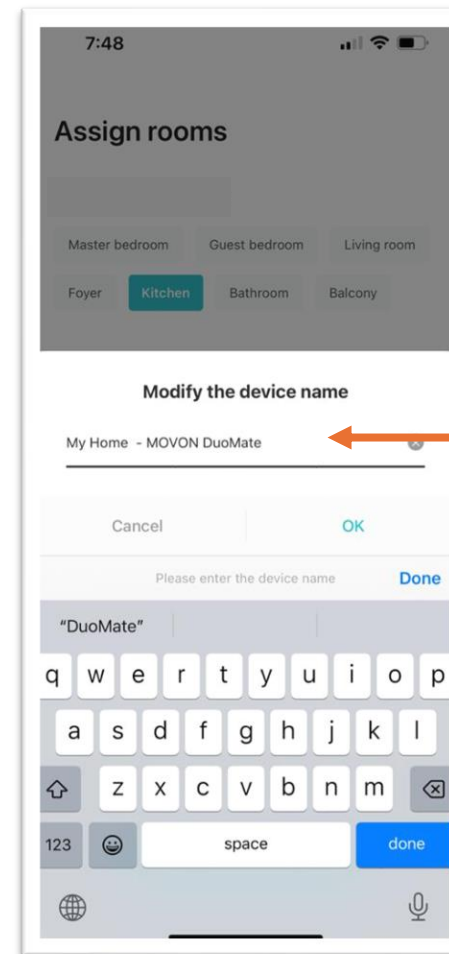 7:48
Assign rooms
Master bedroom Guest bedroom Living room
Foyer Kitchen Bathroom Balcony
Modify the device name
My Home - MOVON DuoMate
Cancel OK
Please enter the device name Done
“DuoMate”
q w e r t y u i o p
a s d f g h j k l
z x c v b n m
123 space done